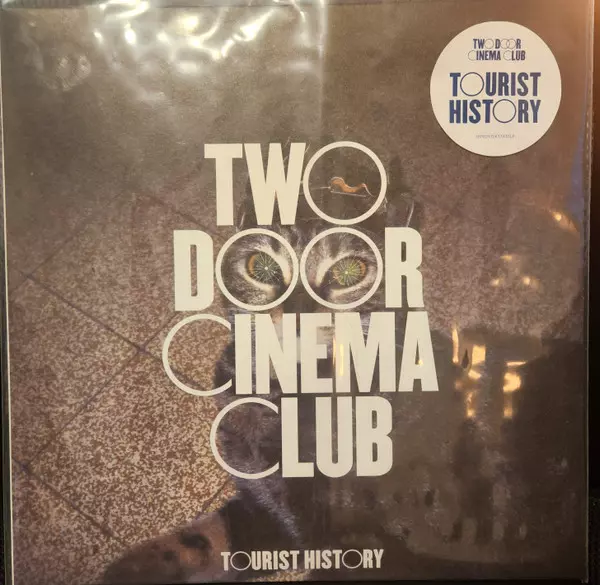 TWO DOOR
CINEMA CLUB
TOURIST
HISTORY
TWO
DOOR
CINEMA
CLUB
TOURIST HISTORY